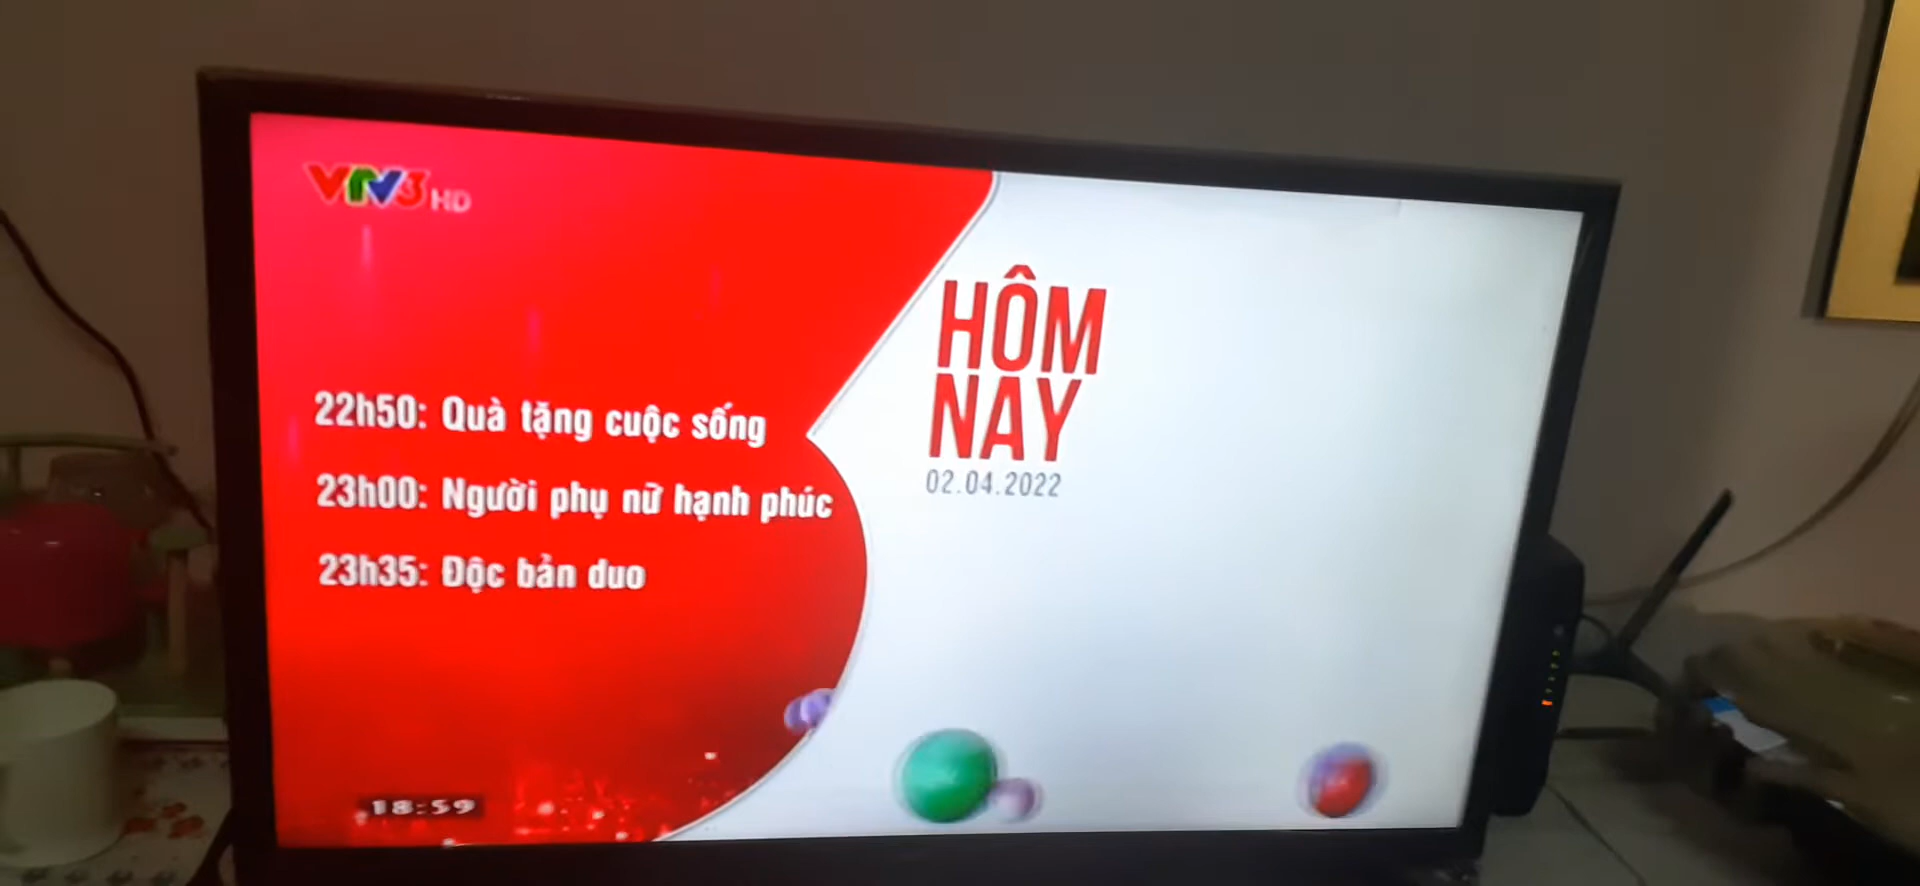 VTV3 HD
22h50: Quà tặng cuộc sống
23h00: Người phụ nữ hạnh phúc
23h35: Độc bản duo
HÔM
NAY
02.04.2022
18:59